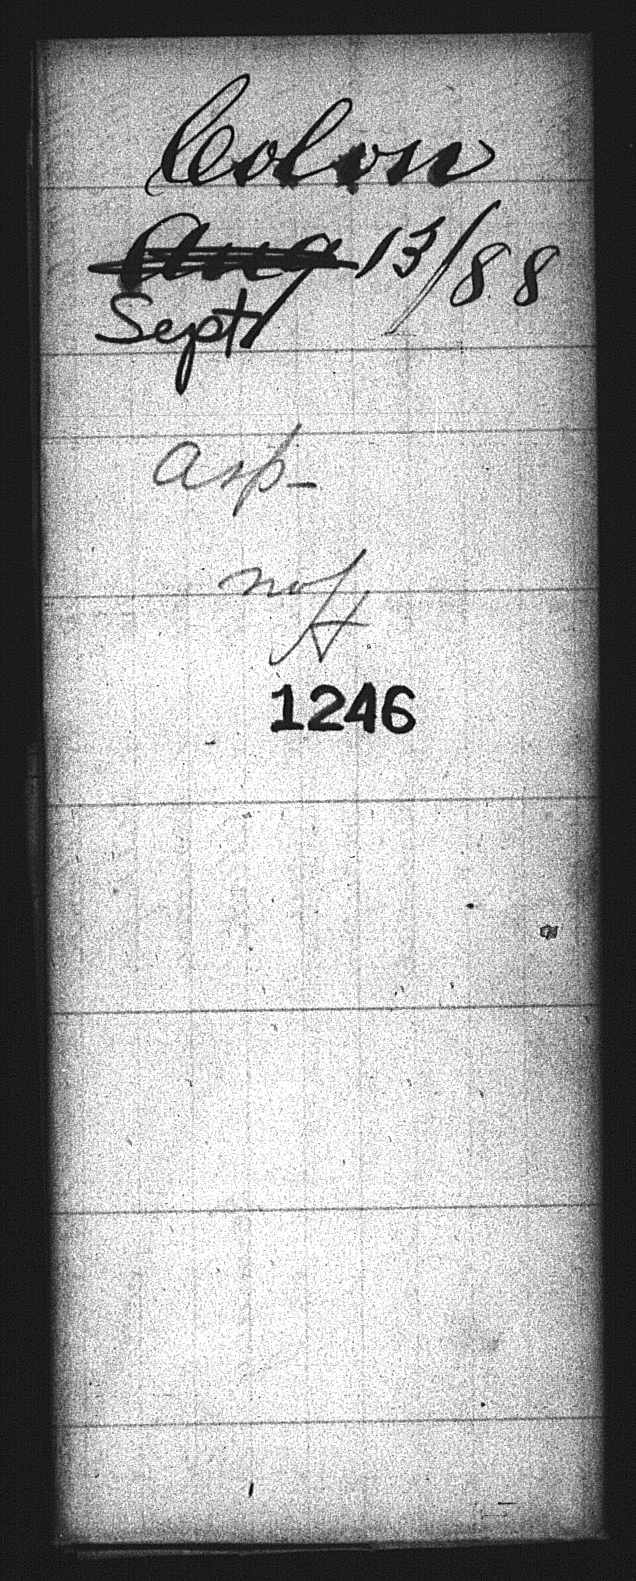 Colon
Aug 13/88
Sept
Asp-
1246